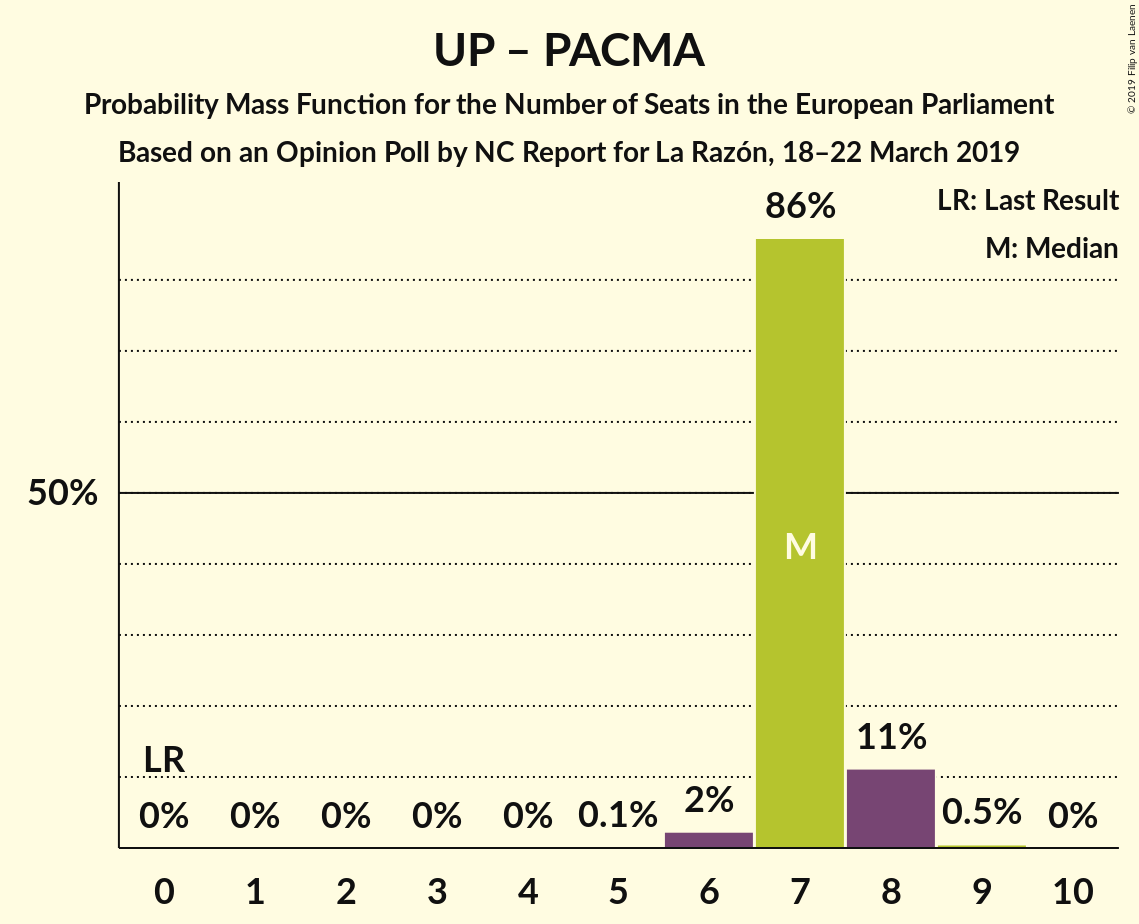 UP – PACMA
Probability Mass Function for the Number of Seats in the European Parliament
Based on an Opinion Poll by NC Report for La Razón, 18–22 March 2019
© 2019 Filip van Laenen
LR: Last Result
M: Median
86%
50%
M
LR
11%
0% 0% 0% 0% 0% 0.1% 2% 0.5% 0%
0 1 2 3 4 5 6 7 8 9 10